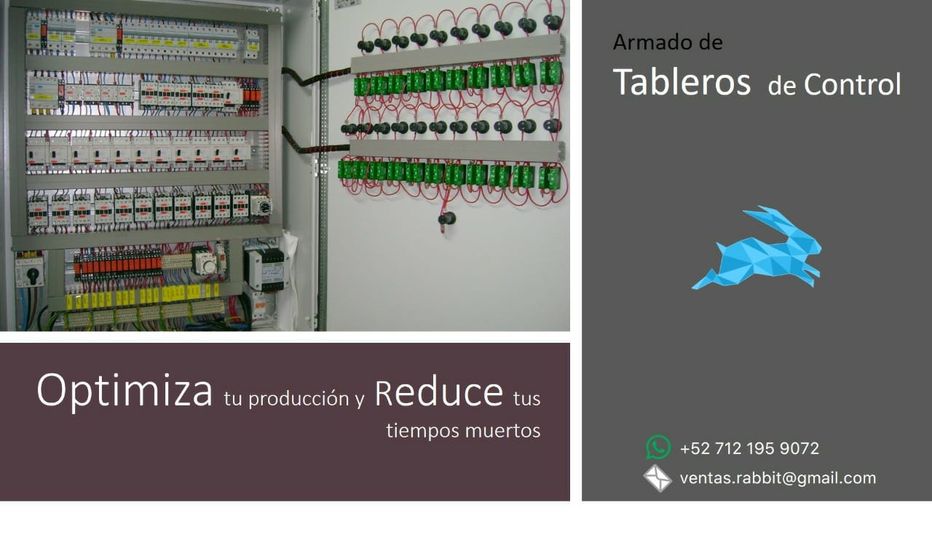 Armado de
Tableros de Control
Optimiza tu producción y Reduce tus
tiempos muertos
+52 712 195 9072
ventas.rabbit@gmail.com